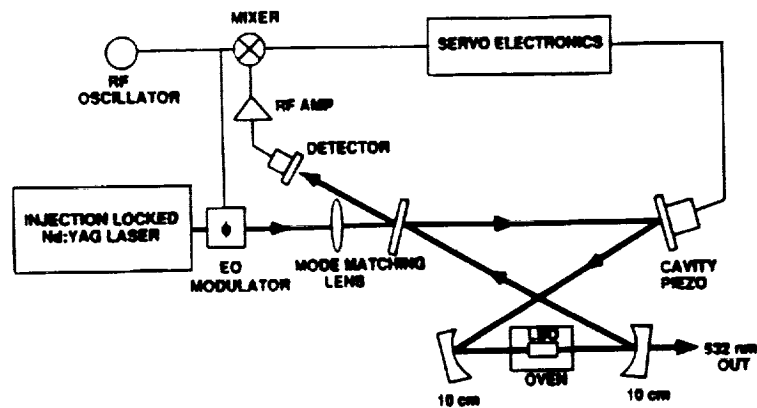 MIXER
SERVO ELECTRONICS
RF
OSCILLATOR
RF AMP
DETECTOR
INJECTION LOCKED
Nd:YAG LASER
ϕ
EO
MODULATOR
MODE MATCHING
LENS
CAVITY
PIEZO
LBO
OVEN
532 nm
OUT
10 cm
10 cm